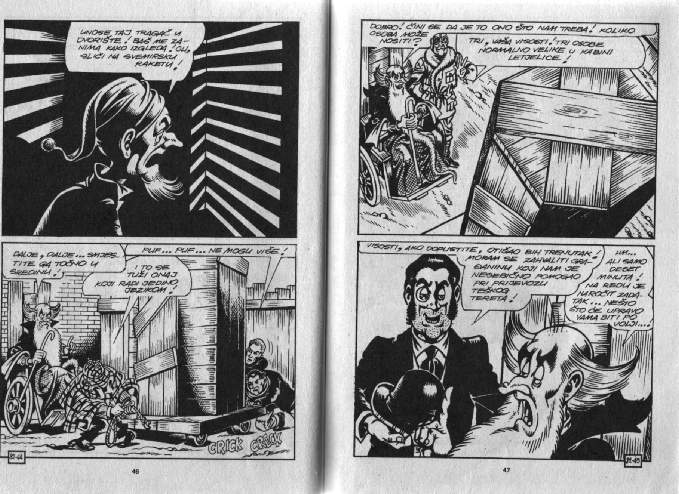 UNOSE TAJ TRAGAČ U
DVORIŠTE! BAŠ ME ZA-
NIMA KAKO IZGLEDA! OU,
SLIČI NA SVEMIRSKU
RAKETU!
DALJE, DALJE... SMJES-
TITE GA TOČNO U
SREDINU!
PUF... PUF... NE MOGU VIŠE!
I TO SE
TUŽI ONAJ
KOJI RADI JEDINO
JEZIKOM!
CRICK CRACK
46
DOBRO! ČINI SE DA JE TO ONO ŠTO NAM TREBA! KOLIKO
OSOBA MOŽE
NOSITI?
TRI, VAŠA VISOSTI! TRI OSOBE
NORMALNO VELIKE U KABINI
LETJELICE!
VISOSTI, AKO DOPUSTITE, OTIŠAO BIH TRENUTAK!
MORAM SE ZAHVALITI GRA-
ĐANINU KOJI NAM JE
NESEBIČNO POMOGAO
PRI PRIJEVOZU
TEŠKOG
TERETA!
HM...
ALI SAMO
DESET
MINUTA!
NA REDU JE
NAROČIT ZADA-
TAK... NEŠTO
ŠTO ĆE UPRAVO
VAMA BITI PO
VOLJI...!
47